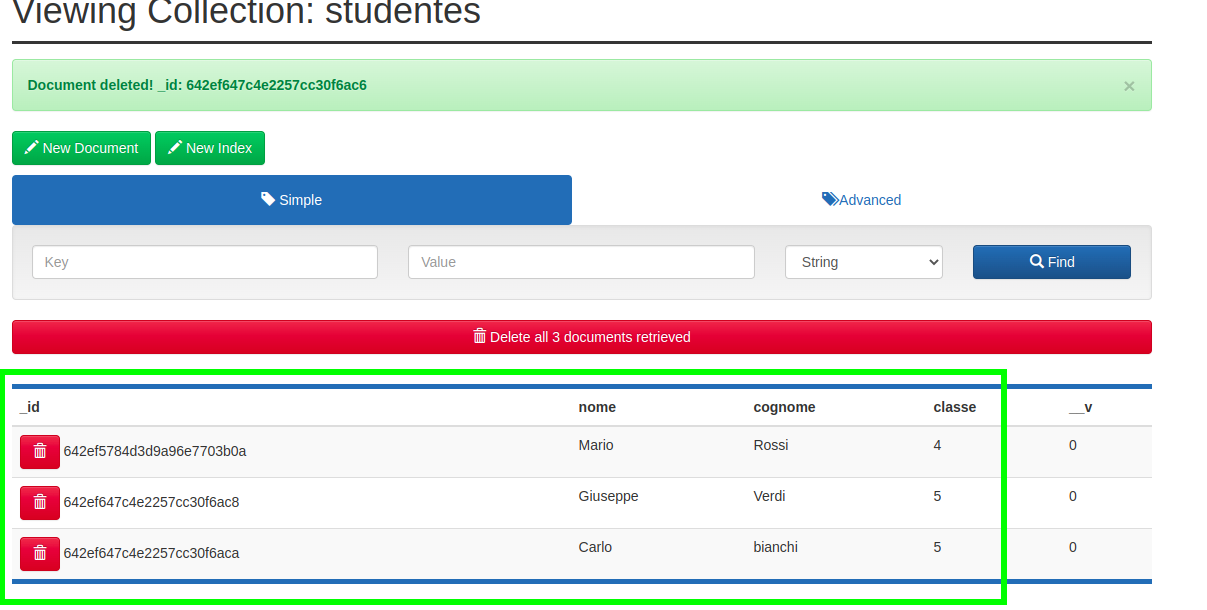 Viewing Collection: studentes
Document deleted! _id: 642ef647c4e2257cc30f6ac6 ×
New Document New Index
Simple Advanced
Key Value String Find
Delete all 3 documents retrieved
_id nome cognome classe __v
642ef5784d3d9a96e7703b0a Mario Rossi 4 0
642ef647c4e2257cc30f6ac8 Giuseppe Verdi 5 0
642ef647c4e2257cc30f6aca Carlo bianchi 5 0